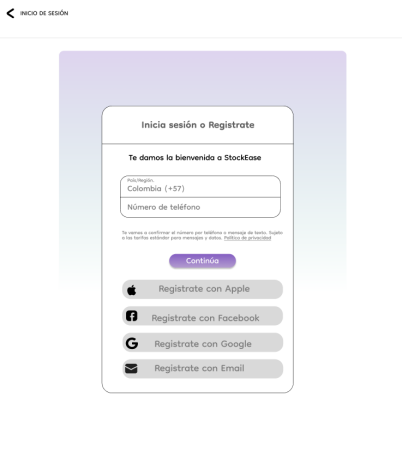 INICIO DE SESIÓN
Inicia sesión o Registrate
Te damos la bienvenida a StockEase
País/Región.
Colombia (+57)
Número de teléfono
Te vamos a confirmar el número por teléfono o mensaje de texto. Sujeto
a las tarifas estándar para mensajes y datos. Política de privacidad
Continúa
Registrate con Apple
Registrate con Facebook
Registrate con Google
Registrate con Email